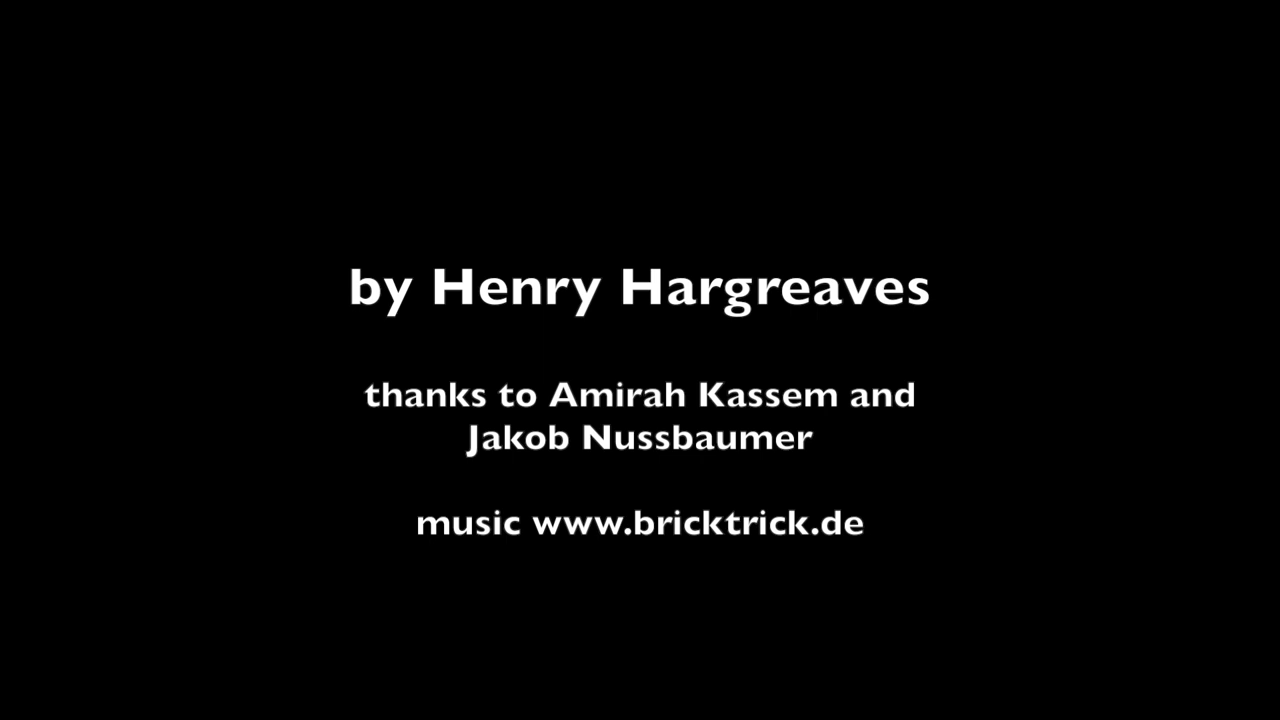 by Henry Hargreaves
thanks to Amirah Kassem and
Jakob Nussbaumer
music www.bricktrick.de